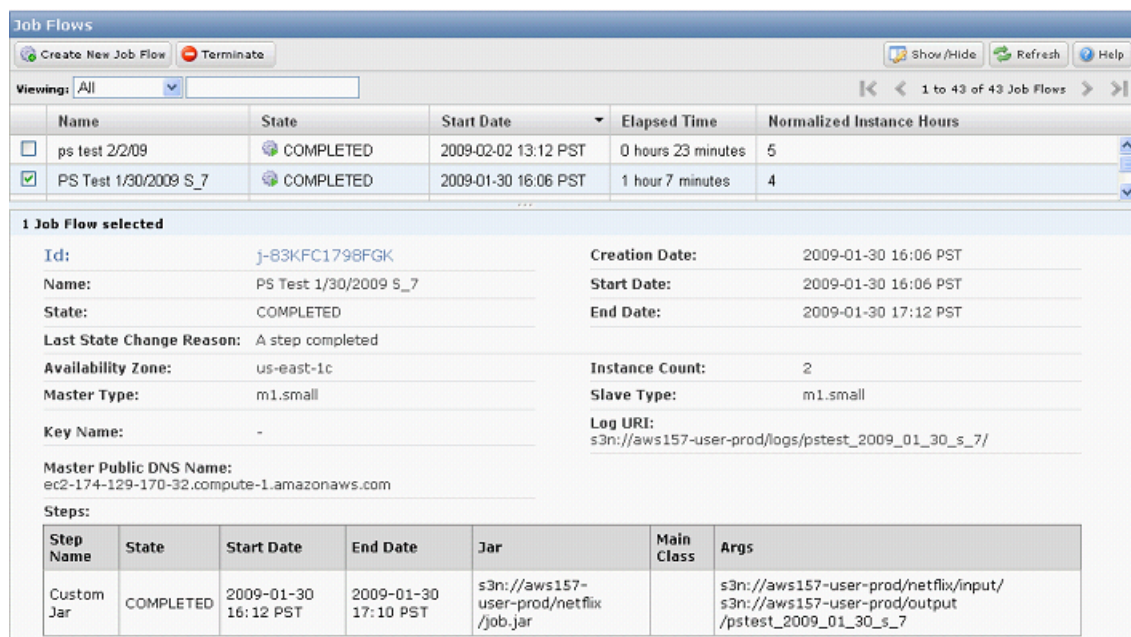 Job Flows
Create New Job Flow Terminate Show/Hide Refresh Help
Viewing: All 1 to 43 of 43 Job Flows
Name State Start Date Elapsed Time Normalized Instance Hours
ps test 2/2/09 COMPLETED 2009-02-02 13:12 PST 0 hours 23 minutes 5
PS Test 1/30/2009 S_7 COMPLETED 2009-01-30 16:06 PST 1 hour 7 minutes 4
1 Job Flow selected
Id: j-83KFC1798FGK Creation Date: 2009-01-30 16:06 PST
Name: PS Test 1/30/2009 S_7 Start Date: 2009-01-30 16:06 PST
State: COMPLETED End Date: 2009-01-30 17:12 PST
Last State Change Reason: A step completed
Availability Zone: us-east-1c Instance Count: 2
Master Type: m1.small Slave Type: m1.small
Key Name: - Log URI:
s3n://aws157-user-prod/logs/pstest_2009_01_30_s_7/
Master Public DNS Name:
ec2-174-129-170-32.compute-1.amazonaws.com
Steps:
Step Name State Start Date End Date Jar Main Class Args
Custom Jar COMPLETED 2009-01-30 16:12 PST 2009-01-30 17:10 PST s3n://aws157-user-prod/netflix/job.jar s3n://aws157-user-prod/netflix/input/
s3n://aws157-user-prod/output
/pstest_2009_01_30_s_7